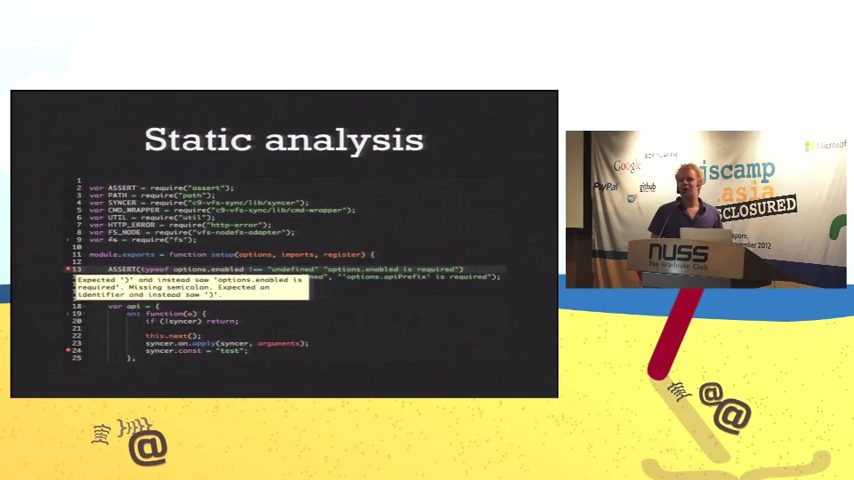 Static analysis
1
2 var ASSERT = require("assert");
3 var PATH = require("path");
4 var SYNCER = require("c9-vfs-sync/lib/syncer");
5 var CMD_WRAPPER = require("c9-vfs-sync/lib/cmd-wrapper");
6 var UTIL = require("util");
7 var HTTP_ERROR = require("http-error");
8 var FS_NODE = require("vfs-nodefs-adapter");
9 var fs = require("fs");
10
11 module.exports = function setup(options, imports, register) {
12
13 ASSERT(typeof options.enabled !== "undefined" "options.enabled is required")
"'options.apiPrefix' is required");
Expected ')' and instead saw 'options.enabled is
required'. Missing semicolon. Expected an
identifier and instead saw ')'.
18 var api = {
19 on: function(e) {
20 if (!syncer) return;
21
22 this.next();
23 syncer.on.apply(syncer, arguments);
24 syncer.const = "test";
25 },
Google
PayPal
github
Microsoft
jscamp
.asia
DISCLOSURED
2012
NUSS
The Graduate Club
@
@
@